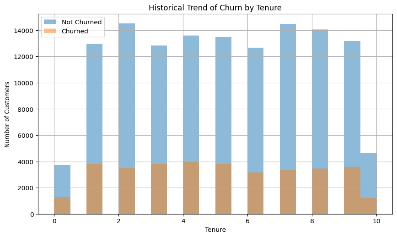 Historical Trend of Churn by Tenure
Not Churned
Churned
14000
12000
10000
8000
6000
4000
2000
0
Number of Customers
0
2
4
6
8
10
Tenure